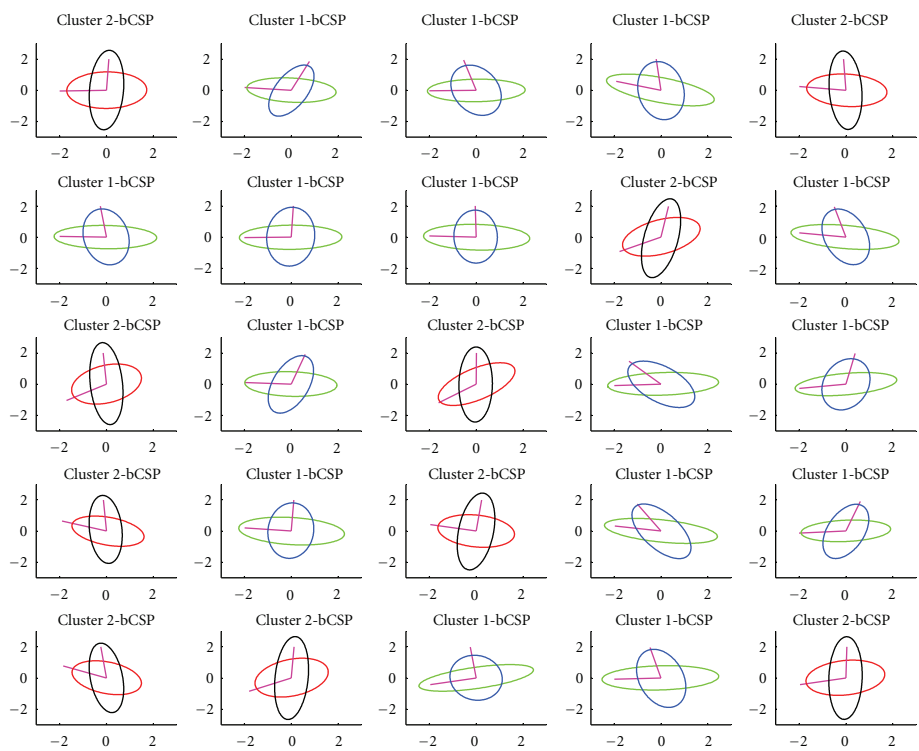 Cluster 2-bCSP Cluster 1-bCSP Cluster 1-bCSP Cluster 1-bCSP Cluster 2-bCSP
2 2 2 2 2
0 0 0 0 0
−2 −2 −2 −2 −2
−2 0 2 −2 0 2 −2 0 2 −2 0 2 −2 0 2
Cluster 1-bCSP Cluster 1-bCSP Cluster 1-bCSP Cluster 2-bCSP Cluster 1-bCSP
2 2 2 2 2
0 0 0 0 0
−2 −2 −2 −2 −2
−2 0 2 −2 0 2 −2 0 2 −2 0 2 −2 0 2
Cluster 2-bCSP Cluster 1-bCSP Cluster 2-bCSP Cluster 1-bCSP Cluster 1-bCSP
2 2 2 2 2
0 0 0 0 0
−2 −2 −2 −2 −2
−2 0 2 −2 0 2 −2 0 2 −2 0 2 −2 0 2
Cluster 2-bCSP Cluster 1-bCSP Cluster 2-bCSP Cluster 1-bCSP Cluster 1-bCSP
2 2 2 2 2
0 0 0 0 0
−2 −2 −2 −2 −2
−2 0 2 −2 0 2 −2 0 2 −2 0 2 −2 0 2
Cluster 2-bCSP Cluster 2-bCSP Cluster 1-bCSP Cluster 1-bCSP Cluster 2-bCSP
2 2 2 2 2
0 0 0 0 0
−2 −2 −2 −2 −2
−2 0 2 −2 0 2 −2 0 2 −2 0 2 −2 0 2